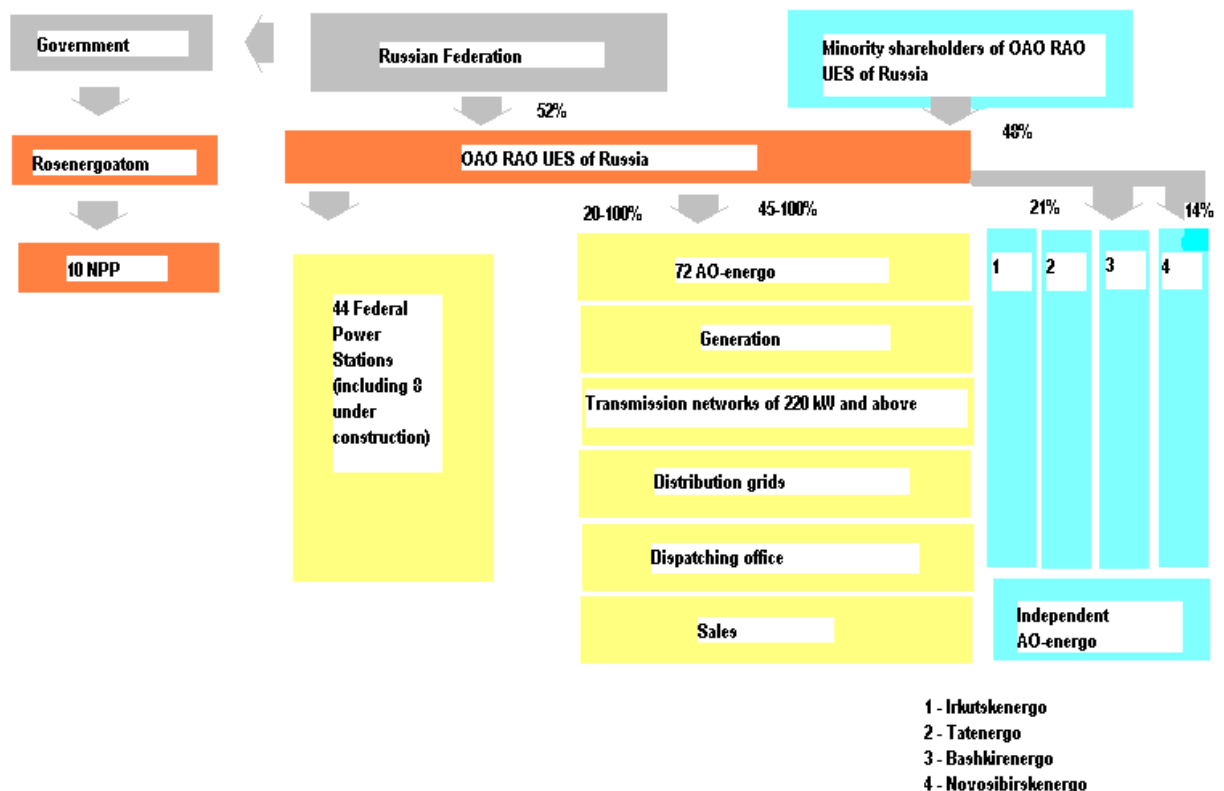 Government
Russian Federation
Minority shareholders of OAO RAO
UES of Russia
52%
48%
Rosenergoatom
OAO RAO UES of Russia
20-100%
45-100%
21%
14%
10 NPP
44 Federal
Power
Stations
(including 8
under
construction)
72 AO-energo
1
2
3
4
Generation
Transmission networks of 220 kW and above
Distribution grids
Dispatching office
Sales
Independent
AO-energo
1 - Irkutskenergo
2 - Tatenergo
3 - Bashkirenergo
4 - Novosibirskenergo